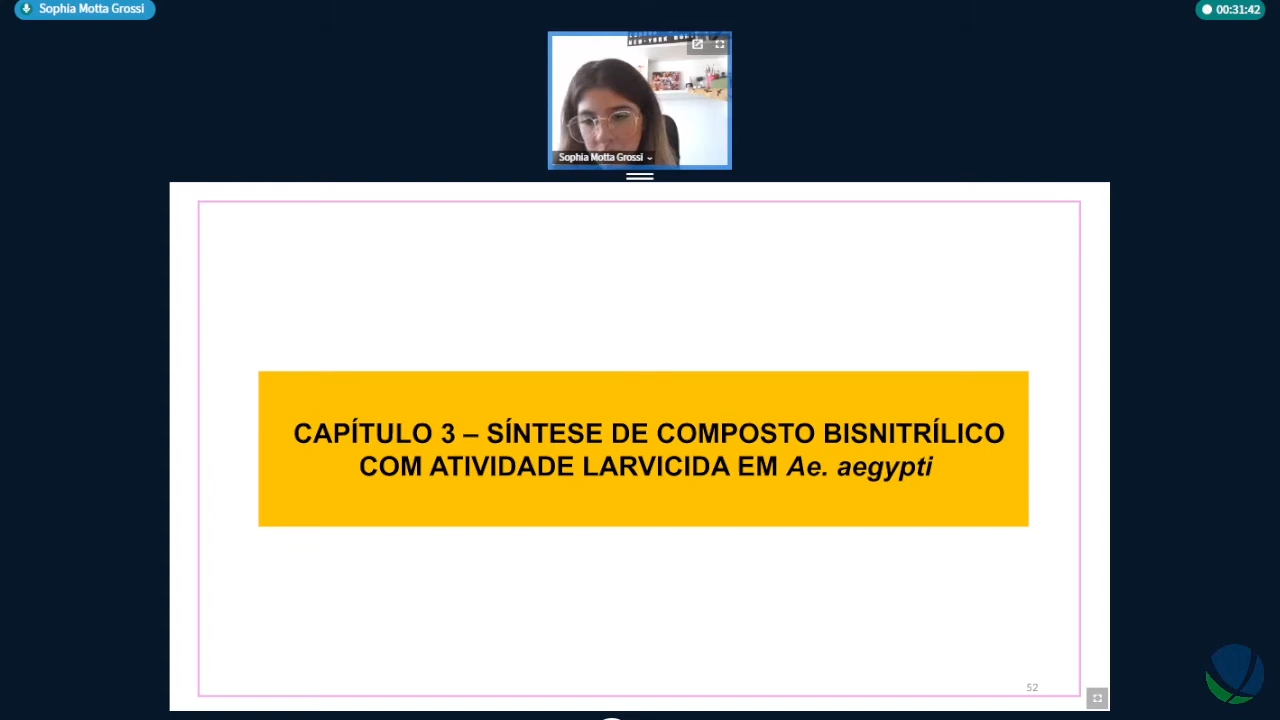 Sophia Motta Grossi
00:31:42
Sophia Motta Grossi
CAPÍTULO 3 – SÍNTESE DE COMPOSTO BISNITRÍLICO
COM ATIVIDADE LARVICIDA EM Ae. aegypti
52